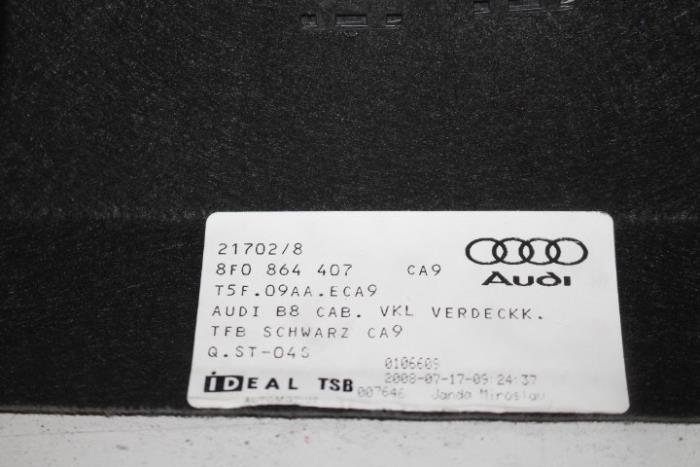 21702/8
8F0 864 407 CA9
Audi
T5F.09AA.ECA9
AUDI B8 CAB. VKL VERDECKK.
TFB SCHWARZ CA9
Q.ST-04S
0106609
iDEAL TSB 2008-07-17-09:24:37
AUTOMOTIVE 007646 Janda Miroslav